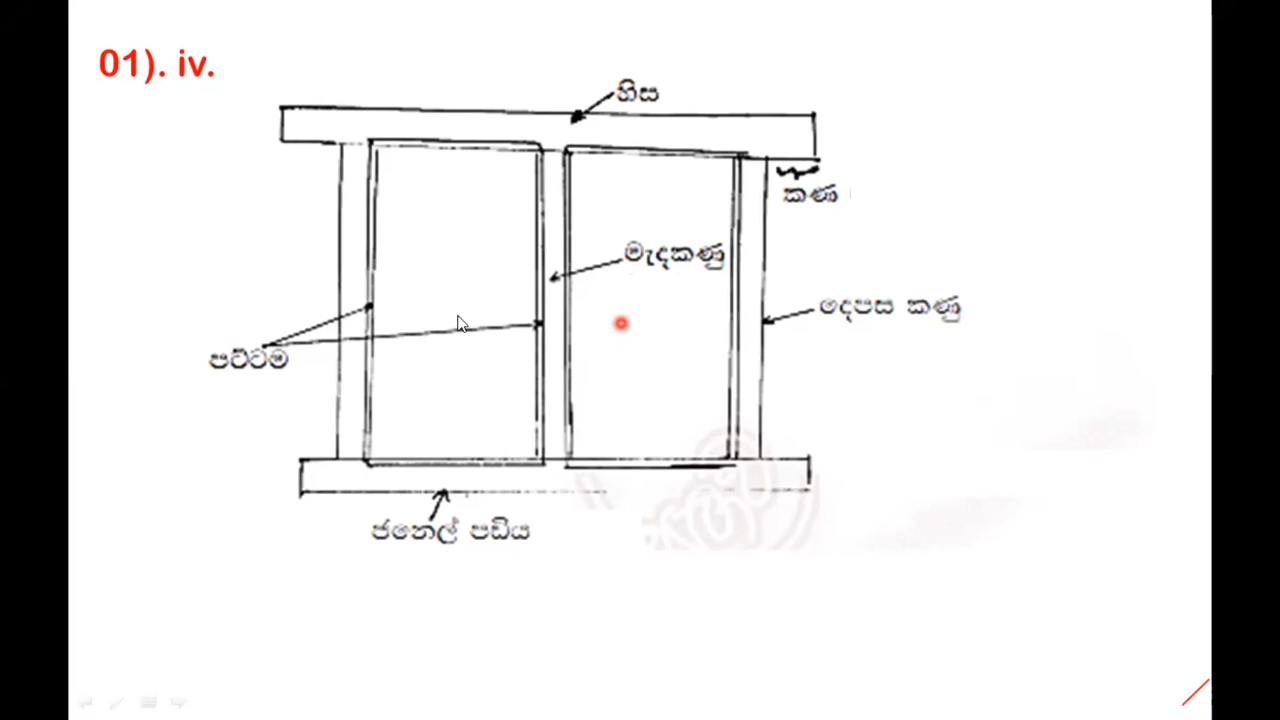 01). iv.
හිස
කණ
මැදකණු
දෙපස කණු
පට්ටම
ජනෙල් පඩිය